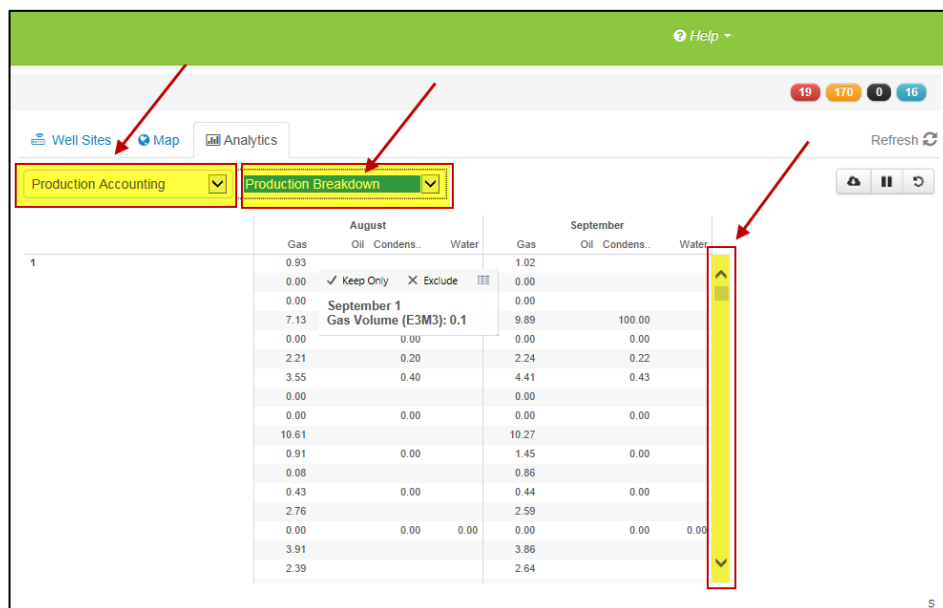 Help
19 170 0 16
Well Sites Map Analytics Refresh
Production Accounting Production Breakdown
August September
Gas Oil Condens.. Water Gas Oil Condens.. Water
1 0.93 1.02
0.00 Keep Only Exclude 0.00
0.00 September 1 0.00
7.13 Gas Volume (E3M3): 0.1 9.89 100.00
0.00 0.00 0.00 0.00
2.21 0.20 2.24 0.22
3.55 0.40 4.41 0.43
0.00 0.00
0.00 0.00 0.00 0.00
10.61 10.27
0.91 0.00 1.45 0.00
0.08 0.86
0.43 0.00 0.44 0.00
2.76 2.59
0.00 0.00 0.00 0.00 0.00 0.00
3.91 3.86
2.39 2.64
s